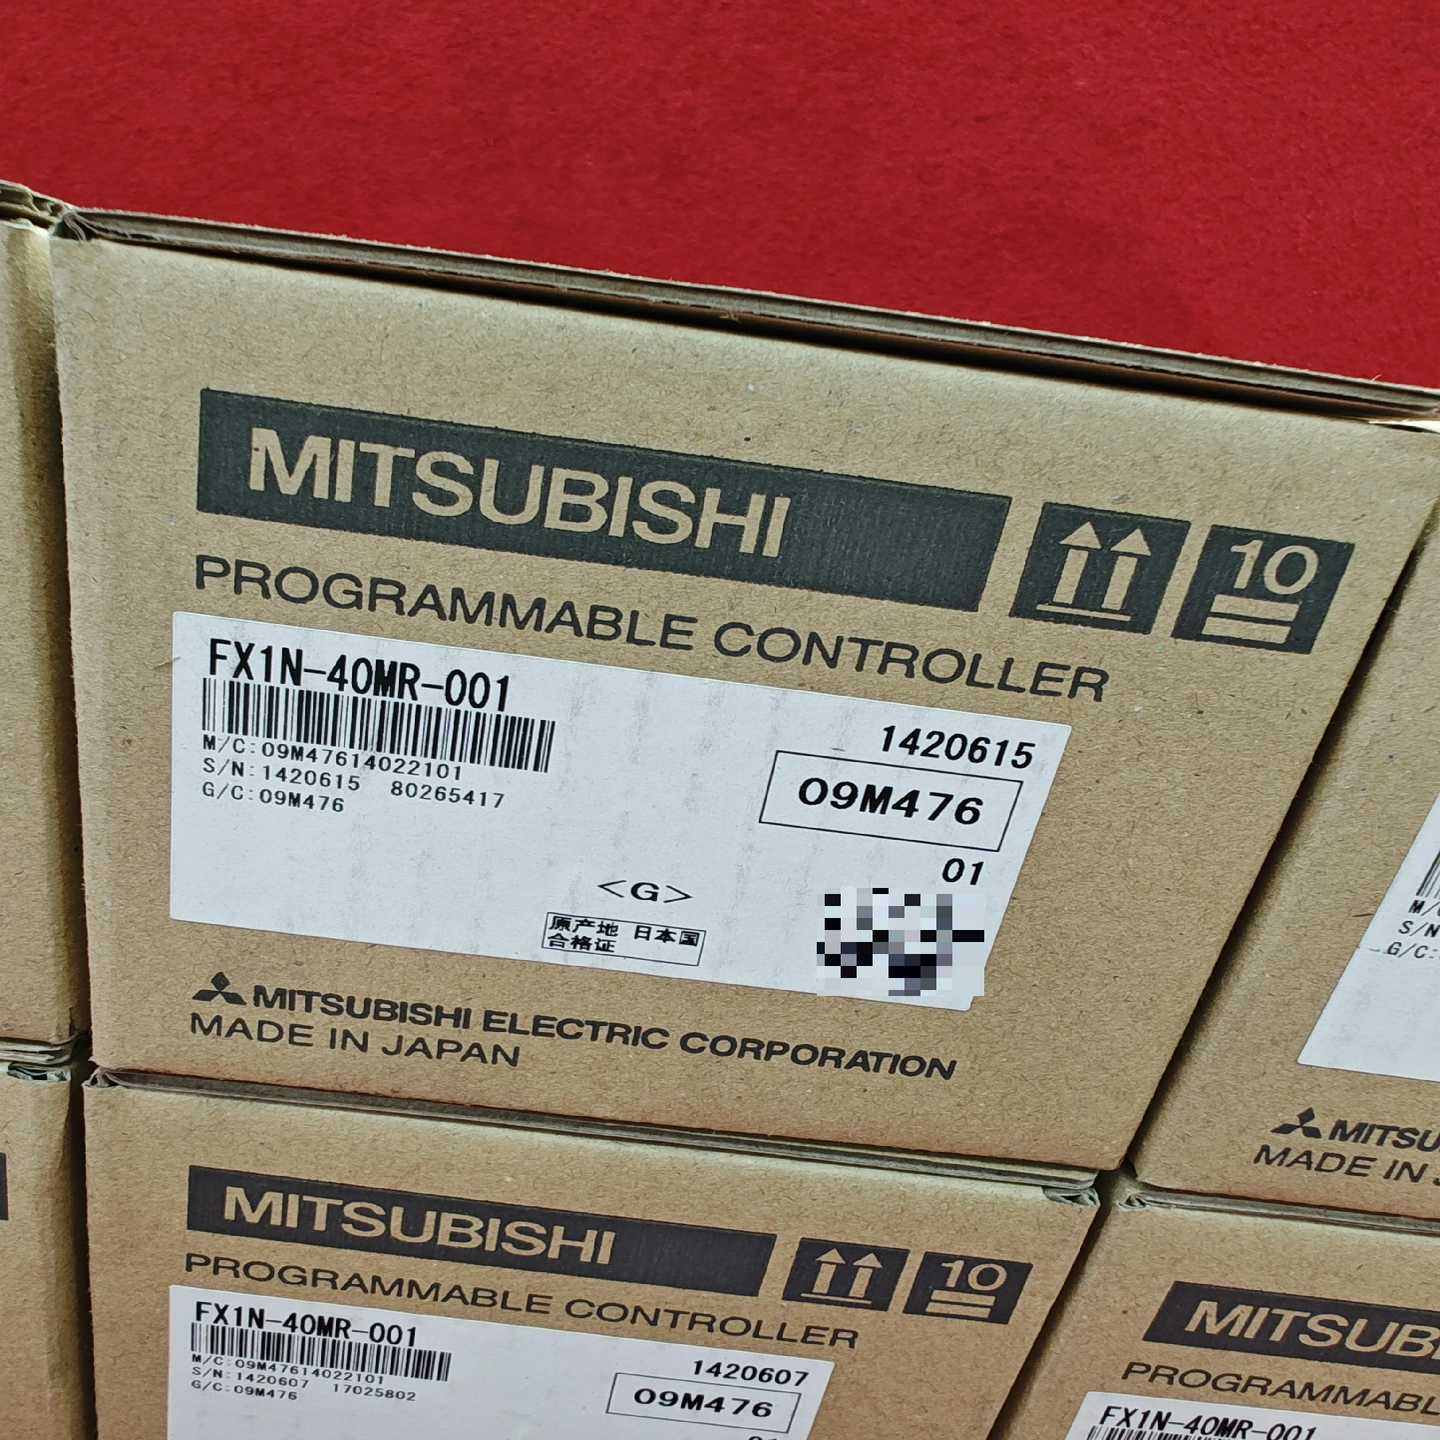 MITSUBISHI
10
PROGRAMMABLE CONTROLLER
FX1N-40MR-001
1420615
M/C:09M47614022101
S/N:1420615 80265417
G/C:09M476
09M476
01
<G>
原产地 日本国
合格证
MITSUBISHI ELECTRIC CORPORATION
MADE IN JAPAN
M/
S/N
G/C:
MITSU
MADE IN
MITSUBISHI
10
PROGRAMMABLE CONTROLLER
FX1N-40MR-001
1420607
M/C:09M47614022101
S/N:1420607 17025802
G/C:09M476
09M476
MITSUB
PROGRAMMABL
FX1N-40MR-001